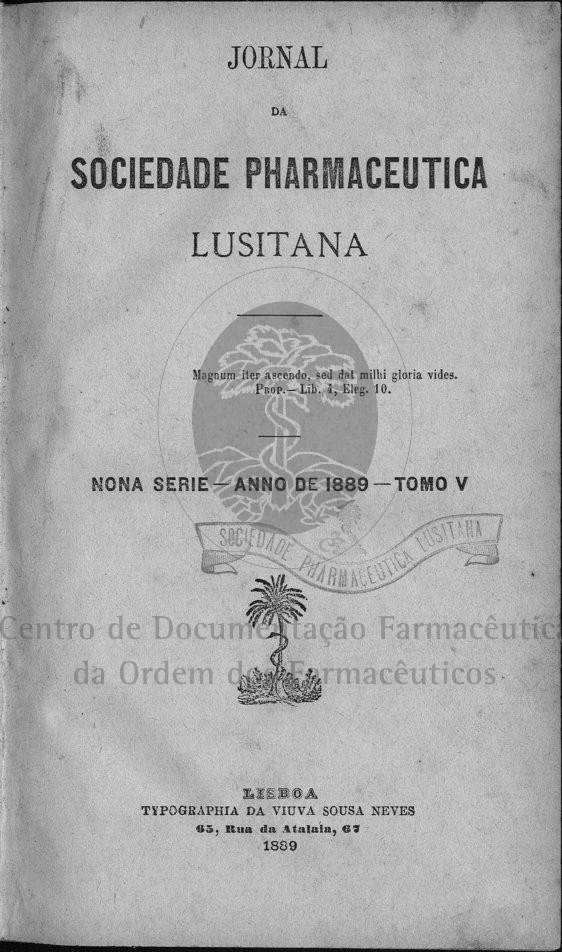 JORNAL
DA
SOCIEDADE PHARMACEUTICA
LUSITANA
Magnum iter ascendo, sed dat mihi gloria vides.
PROP.— Lib. 4, Eleg. 10.
NONA SERIE — ANNO DE 1889 — TOMO V
SOCIEDADE PHARMACEUTICA LUSITANA
Centro de Documentação Farmacêutica
da Ordem dos Farmacêuticos
LISBOA
TYPOGRAPHIA DA VIUVA SOUSA NEVES
65, Rua da Atalaia, 67
1889